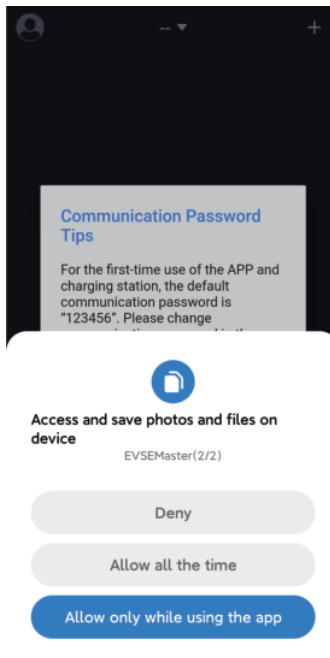 -- ▼ +
Communication Password
Tips
For the first-time use of the APP and
charging station, the default
communication password is
"123456". Please change
Access and save photos and files on
device
EVSEMaster(2/2)
Deny
Allow all the time
Allow only while using the app